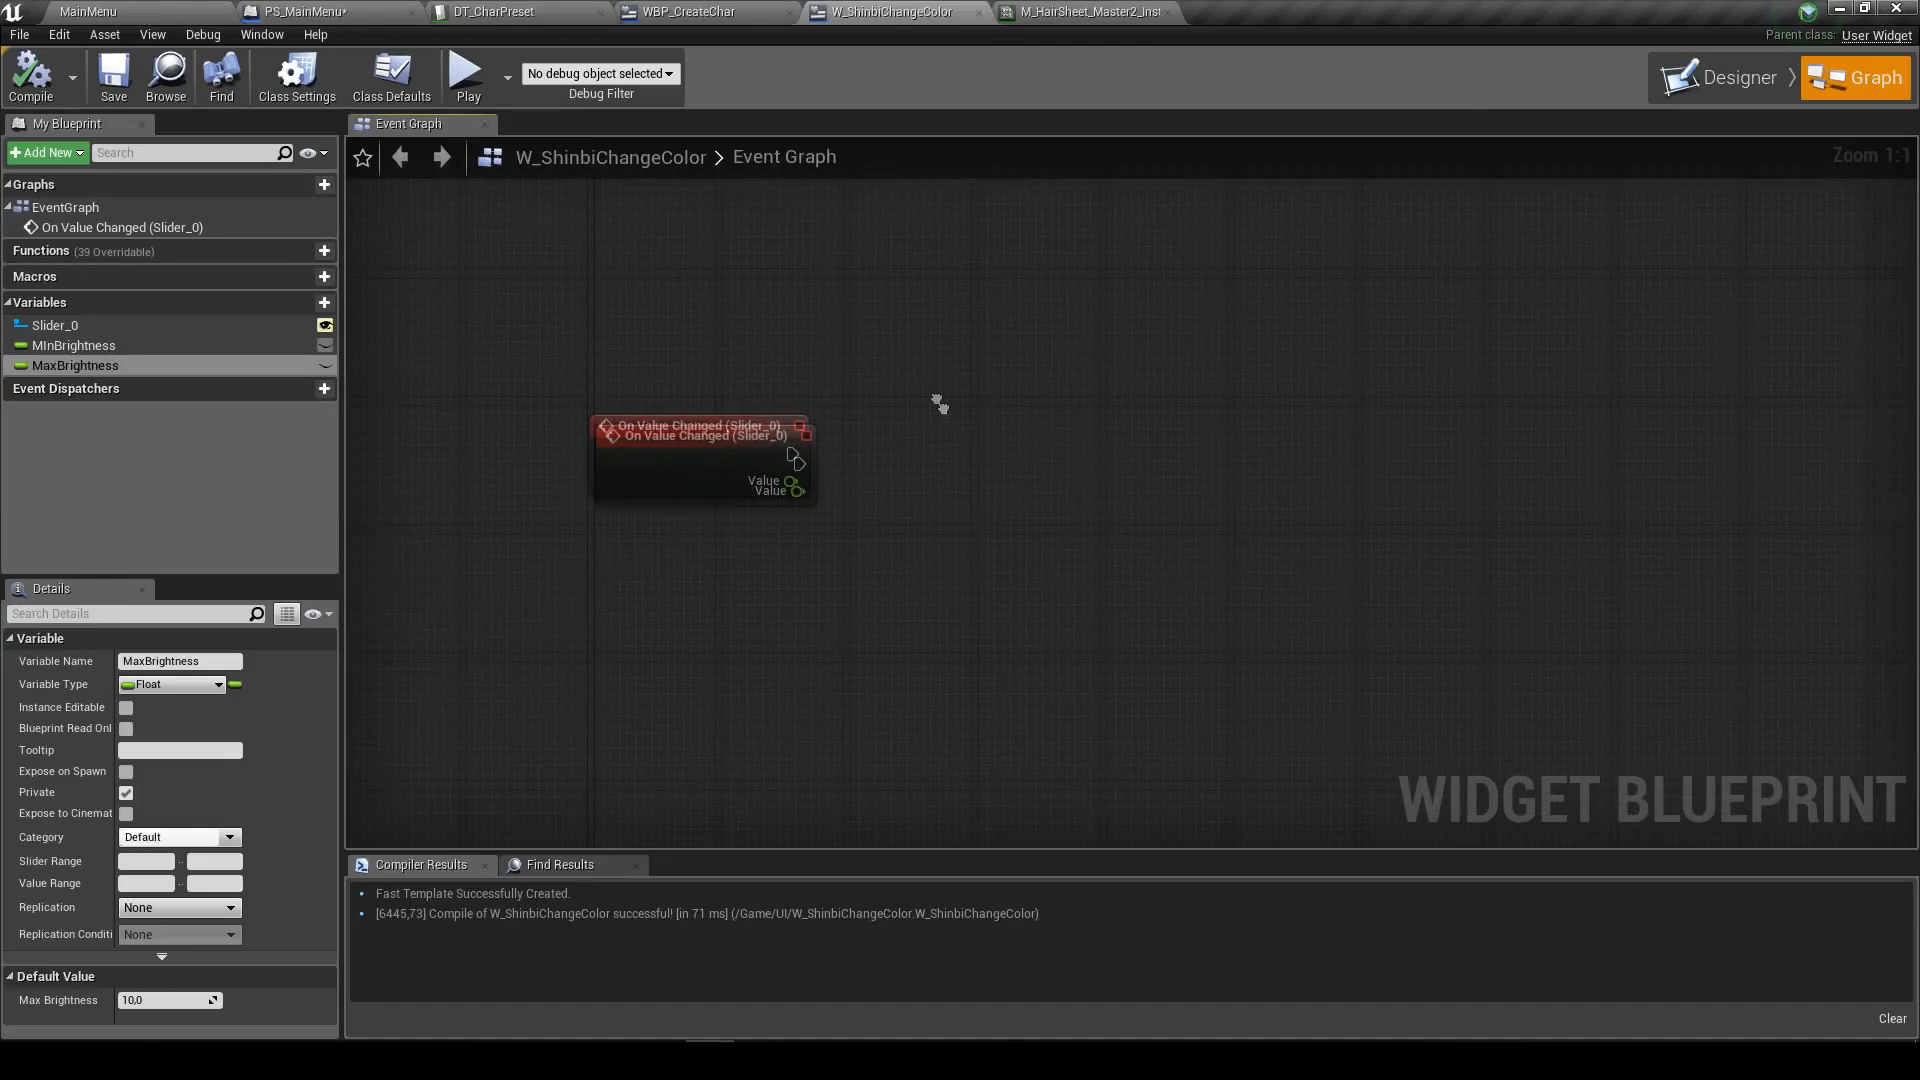 MainMenu
PS_MainMenu*
DT_CharPreset
WBP_CreateChar
W_ShinbiChangeColor
M_HairSheet_Master2_Inst
File
Edit
Asset
View
Debug
Window
Help
Parent class: User Widget
Compile
Save
Browse
Find
Class Settings
Class Defaults
Play
No debug object selected
Debug Filter
Designer
Graph
My Blueprint
Event Graph
Add New
Search
W_ShinbiChangeColor > Event Graph
Zoom 1:1
Graphs
EventGraph
On Value Changed (Slider_0)
Functions (39 Overridable)
Macros
Variables
Slider_0
MInBrightness
MaxBrightness
Event Dispatchers
On Value Changed (Slider_0)
On Value Changed (Slider_0)
Value
Value
WIDGET BLUEPRINT
Details
Search Details
Variable
Variable Name MaxBrightness
Variable Type Float
Instance Editable
Blueprint Read Onl
Tooltip
Expose on Spawn
Private
Expose to Cinemat
Category Default
Slider Range
Value Range
Replication None
Replication Conditi None
Default Value
Max Brightness 10,0
Compiler Results
Find Results
Fast Template Successfully Created.
[6445,73] Compile of W_ShinbiChangeColor successful! [in 71 ms] (/Game/UI/W_ShinbiChangeColor.W_ShinbiChangeColor)
Clear